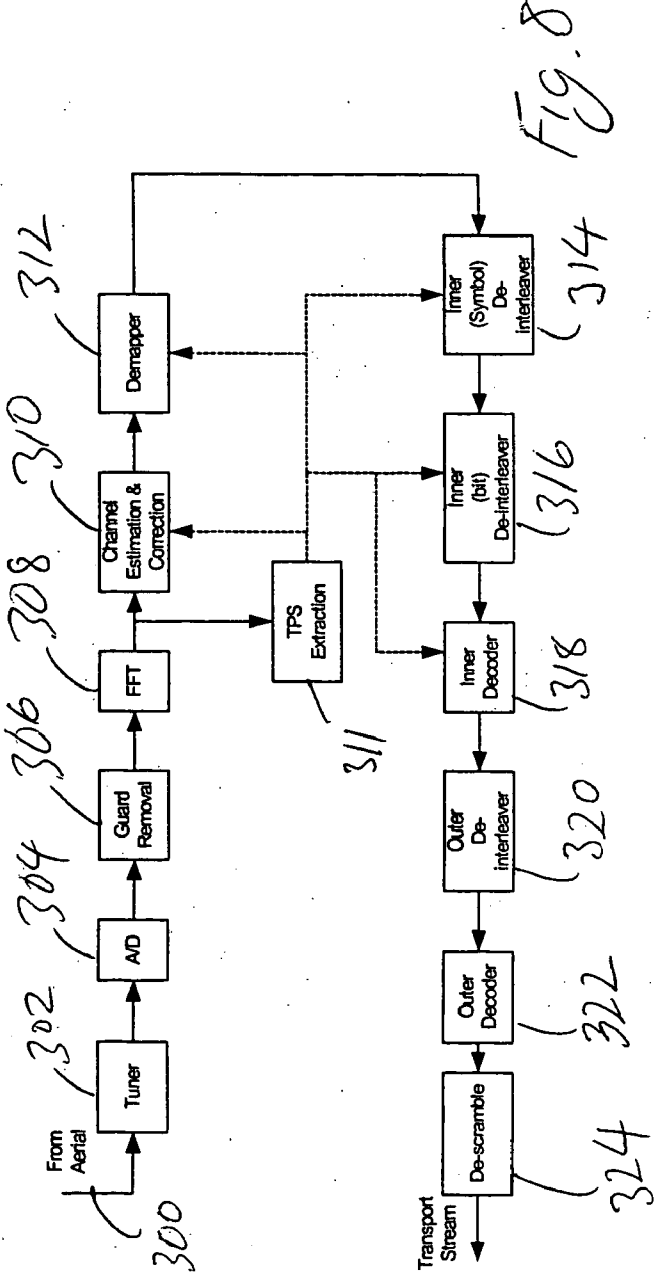 From
Aerial
300
302
Tuner
304
A/D
306
Guard
Removal
308
FFT
310
Channel
Estimation &
Correction
312
Demapper
311
TPS
Extraction
Inner
(Symbol)
De-
interleaver
314
Inner
(bit)
De-interleaver
316
Inner
Decoder
318
Outer
De-
interleaver
320
Outer
Decoder
322
De-scramble
324
Transport
Stream
Fig. 8